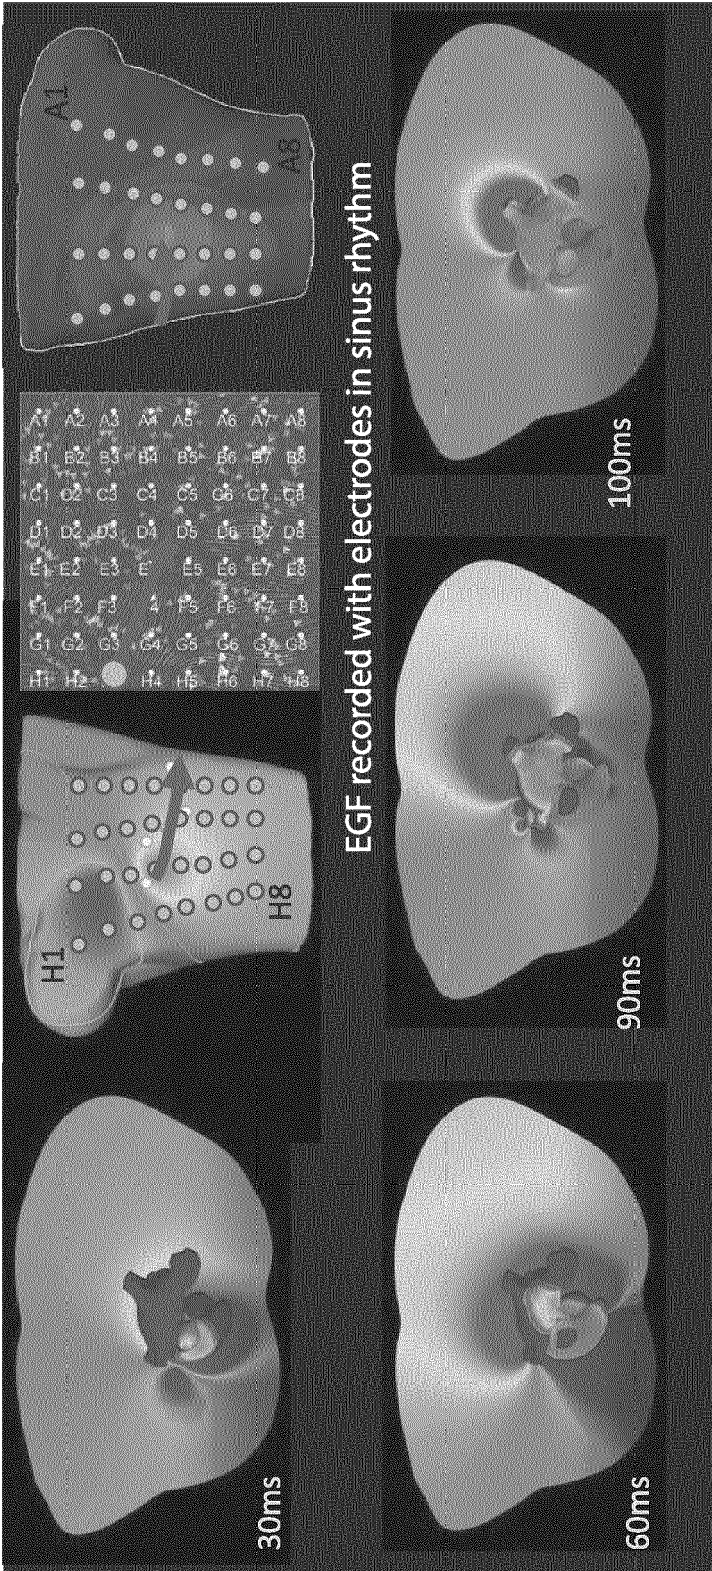 30ms
H1
H8
A1 A2 A3 A4 A5 A6 A7 A8
B1 B2 B3 B4 B5 B6 B7 B8
C1 C2 C3 C4 C5 C6 C7 C8
D1 D2 D3 D4 D5 D6 D7 D8
E1 E2 E3 E E5 E6 E7 E8
F1 F2 F3 4 F5 F6 F7 F8
G1 G2 G3 G4 G5 G6 G7 G8
H1 H2 H4 H5 H6 H7 H8
A1
A8
EGF recorded with electrodes in sinus rhythm
60ms
90ms
100ms